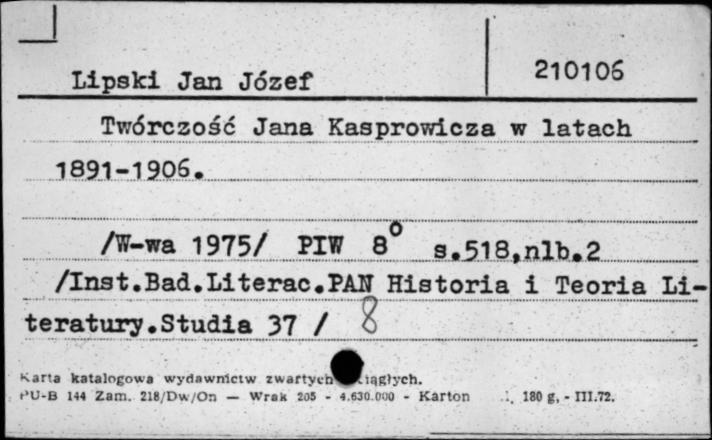 Lipski Jan Józef
210106
Twórczość Jana Kasprowicza w latach
1891-1906.
/W-wa 1975/ PIW 8° s.518,nlb.2
/Inst.Bad.Literac.PAN Historia i Teoria Li-
teratury.Studia 37 / 8
Karta katalogowa wydawnictw zwartych ciągłych.
PU-B 144 Zam. 218/Dw/On — Wrak 205 - 4.630.000 - Karton 180 g, - III.72.